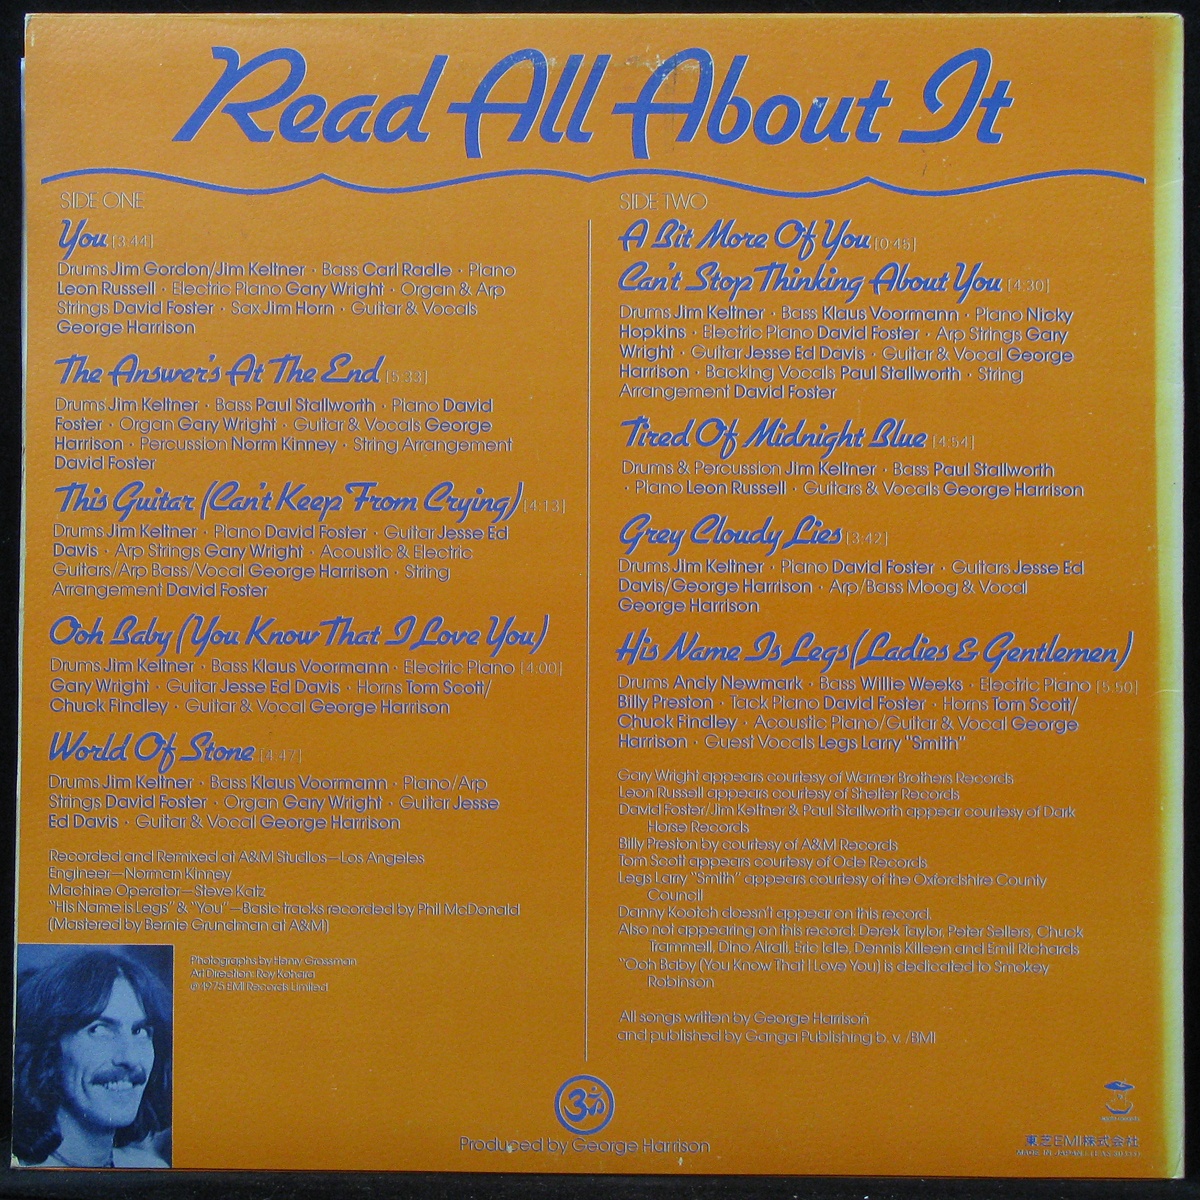 Read All About It
SIDE ONE
You [3:44]
Drums Jim Gordon/Jim Keltner · Bass Carl Radle · Piano
Leon Russell · Electric Piano Gary Wright · Organ & Arp
Strings David Foster · Sax Jim Horn · Guitar & Vocals
George Harrison
The Answer's At The End [5:33]
Drums Jim Keltner · Bass Paul Stallworth · Piano David
Foster · Organ Gary Wright · Guitar & Vocals George
Harrison · Percussion Norm Kinney · String Arrangement
David Foster
This Guitar (Can't Keep From Crying) [4:13]
Drums Jim Keltner · Piano David Foster · Guitar Jesse Ed
Davis · Arp Strings Gary Wright · Acoustic & Electric
Guitars/Arp Bass/Vocal George Harrison · String
Arrangement David Foster
Ooh Baby (You Know That I Love You)
Drums Jim Keltner · Bass Klaus Voormann · Electric Piano [4:00]
Gary Wright · Guitar Jesse Ed Davis · Horns Tom Scott/
Chuck Findley · Guitar & Vocal George Harrison
World Of Stone [4:47]
Drums Jim Keltner · Bass Klaus Voormann · Piano/Arp
Strings David Foster · Organ Gary Wright · Guitar Jesse
Ed Davis · Guitar & Vocal George Harrison
Recorded and Remixed at A&M Studios—Los Angeles
Engineer—Norman Kinney
Machine Operator—Steve Katz
"His Name is Legs" & "You"—Basic tracks recorded by Phil McDonald
(Mastered by Bernie Grundman at A&M)
Photographs by Henry Grossman
Art Direction: Roy Kohara
©1975 EMI Records Limited
SIDE TWO
A Bit More Of You [0:45]
Can't Stop Thinking About You [4:30]
Drums Jim Keltner · Bass Klaus Voormann · Piano Nicky
Hopkins · Electric Piano David Foster · Arp Strings Gary
Wright · Guitar Jesse Ed Davis · Guitar & Vocal George
Harrison · Backing Vocals Paul Stallworth · String
Arrangement David Foster
Tired Of Midnight Blue [4:54]
Drums & Percussion Jim Keltner · Bass Paul Stallworth
· Piano Leon Russell · Guitars & Vocals George Harrison
Grey Cloudy Lies [3:42]
Drums Jim Keltner · Piano David Foster · Guitars Jesse Ed
Davis/George Harrison · Arp/Bass Moog & Vocal
George Harrison
His Name Is Legs (Ladies & Gentlemen)
Drums Andy Newmark · Bass Willie Weeks · Electric Piano [5:50]
Billy Preston · Tack Piano David Foster · Horns Tom Scott/
Chuck Findley · Acoustic Piano/Guitar & Vocal George
Harrison · Guest Vocals Legs Larry "Smith"
Gary Wright appears courtesy of Warner Brothers Records
Leon Russell appears courtesy of Shelter Records
David Foster/Jim Keltner & Paul Stallworth appear courtesy of Dark
Horse Records
Billy Preston by courtesy of A&M Records
Tom Scott appears courtesy of Ode Records
Legs Larry "Smith" appears courtesy of the Oxfordshire County
Council
Danny Kootch doesn't appear on this record.
Also not appearing on this record: Derek Taylor, Peter Sellers, Chuck
Trammell, Dino Airali, Eric Idle, Dennis Killeen and Emil Richards
"Ooh Baby (You Know That I Love You) is dedicated to Smokey
Robinson
All songs written by George Harrison
and published by Ganga Publishing b. v. /BMI
ॐ
Produced by George Harrison
東芝EMI株式会社
MADE IN JAPAN